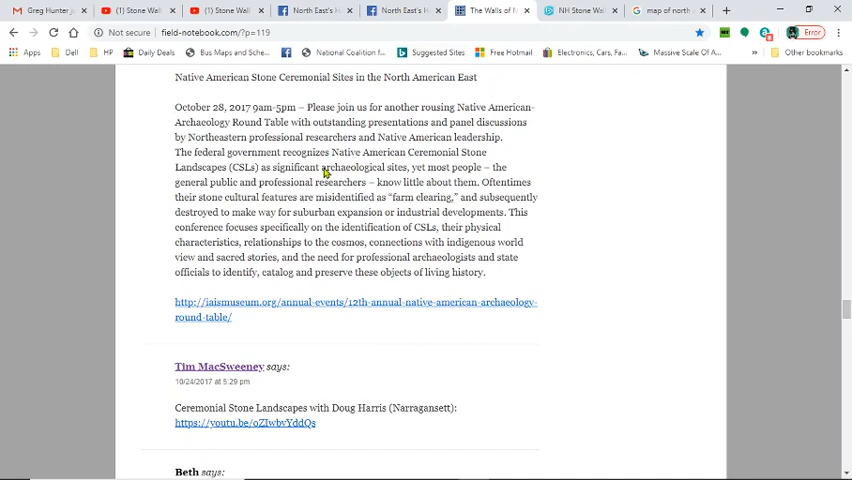 Greg Hunter ju
(1) Stone Wall
(1) Stone Wall
North East's H
North East's H
The Walls of N
NH Stone Wal
map of north a
Not secure | field-notebook.com/?p=119
Error
Apps
Dell
HP
Daily Deals
Bus Maps and Sche...
National Coalition f...
Suggested Sites
Free Hotmail
Electronics, Cars, Fa...
Massive Scale Of A...
Other bookmarks
Native American Stone Ceremonial Sites in the North American East
October 28, 2017 9am-5pm – Please join us for another rousing Native American-
Archaeology Round Table with outstanding presentations and panel discussions
by Northeastern professional researchers and Native American leadership.
The federal government recognizes Native American Ceremonial Stone
Landscapes (CSLs) as significant archaeological sites, yet most people – the
general public and professional researchers – know little about them. Oftentimes
their stone cultural features are misidentified as “farm clearing,” and subsequently
destroyed to make way for suburban expansion or industrial developments. This
conference focuses specifically on the identification of CSLs, their physical
characteristics, relationships to the cosmos, connections with indigenous world
view and sacred stories, and the need for professional archaeologists and state
officials to identify, catalog and preserve these objects of living history.
http://iaismuseum.org/annual-events/12th-annual-native-american-archaeology-
round-table/
Tim MacSweeney says:
10/24/2017 at 5:29 pm
Ceremonial Stone Landscapes with Doug Harris (Narragansett):
https://youtu.be/oZIwbvYddQs
Beth says: